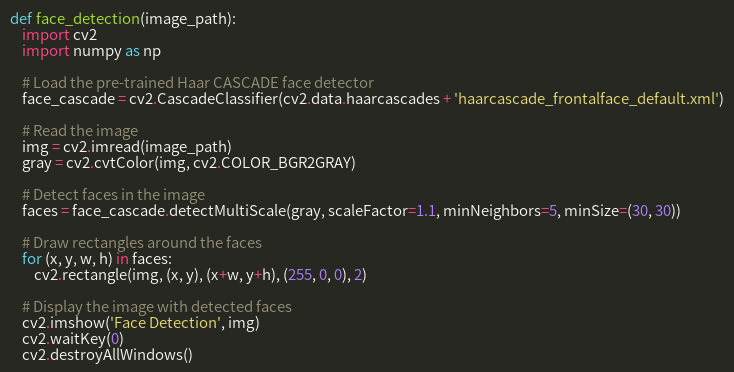 def face_detection(image_path):
import cv2
import numpy as np
# Load the pre-trained Haar CASCADE face detector
face_cascade = cv2.CascadeClassifier(cv2.data.haarcascades + 'haarcascade_frontalface_default.xml')
# Read the image
img = cv2.imread(image_path)
gray = cv2.cvtColor(img, cv2.COLOR_BGR2GRAY)
# Detect faces in the image
faces = face_cascade.detectMultiScale(gray, scaleFactor=1.1, minNeighbors=5, minSize=(30, 30))
# Draw rectangles around the faces
for (x, y, w, h) in faces:
cv2.rectangle(img, (x, y), (x+w, y+h), (255, 0, 0), 2)
# Display the image with detected faces
cv2.imshow('Face Detection', img)
cv2.waitKey(0)
cv2.destroyAllWindows()